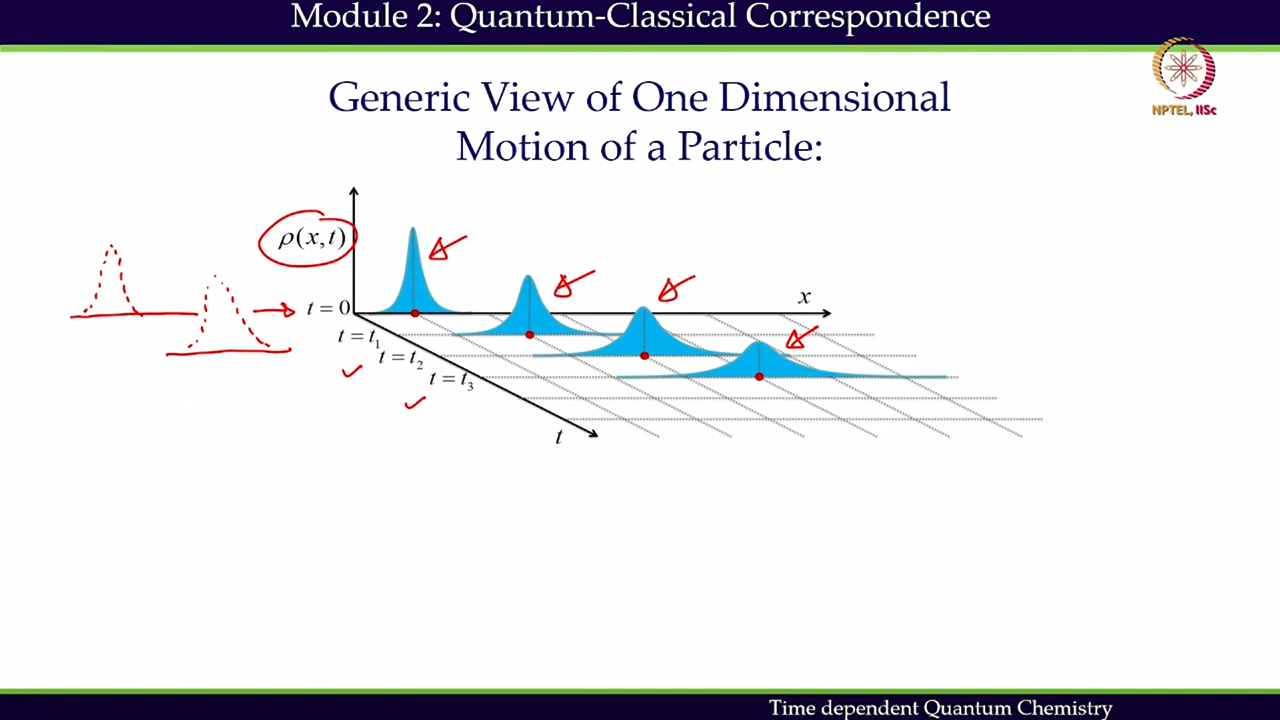 Module 2: Quantum-Classical Correspondence
NPTEL, IISc
Generic View of One Dimensional
Motion of a Particle:
ρ(x,t)
x
t = 0
t = t₁
t = t₂
t = t₃
t
Time dependent Quantum Chemistry